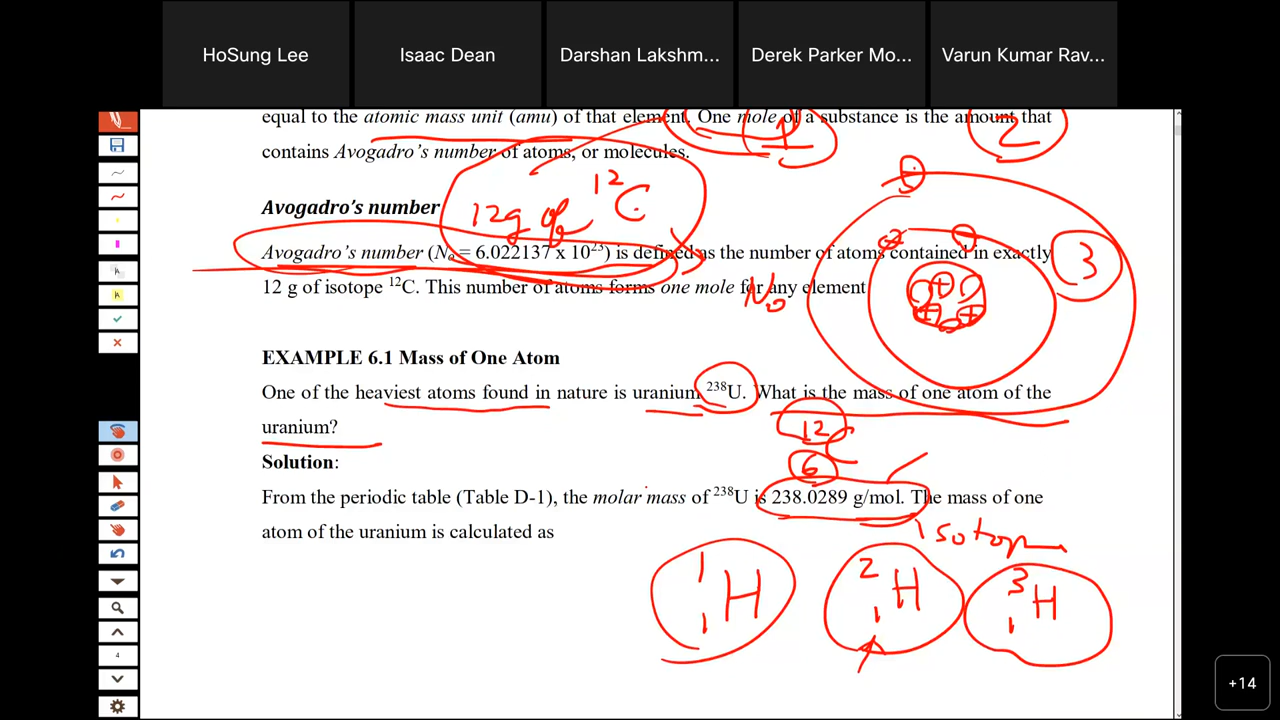 HoSung Lee Isaac Dean Darshan Lakshm... Derek Parker Mo... Varun Kumar Rav...
equal to the atomic mass unit (amu) of that element. One mole of a substance is the amount that
1 2
contains Avogadro's number of atoms, or molecules.
Avogadro's number
12g of 12C
Avogadro's number (No = 6.022137 x 10^23) is defined as the number of atoms contained in exactly
3
12 g of isotope 12C. This number of atoms forms one mole for any element
No
EXAMPLE 6.1 Mass of One Atom
One of the heaviest atoms found in nature is uranium 238U. What is the mass of one atom of the
uranium?
12
C
6
Solution:
From the periodic table (Table D-1), the molar mass of 238U is 238.0289 g/mol. The mass of one
atom of the uranium is calculated as
isotope
1 1 H 2 1 H 3 1 H
4
+14